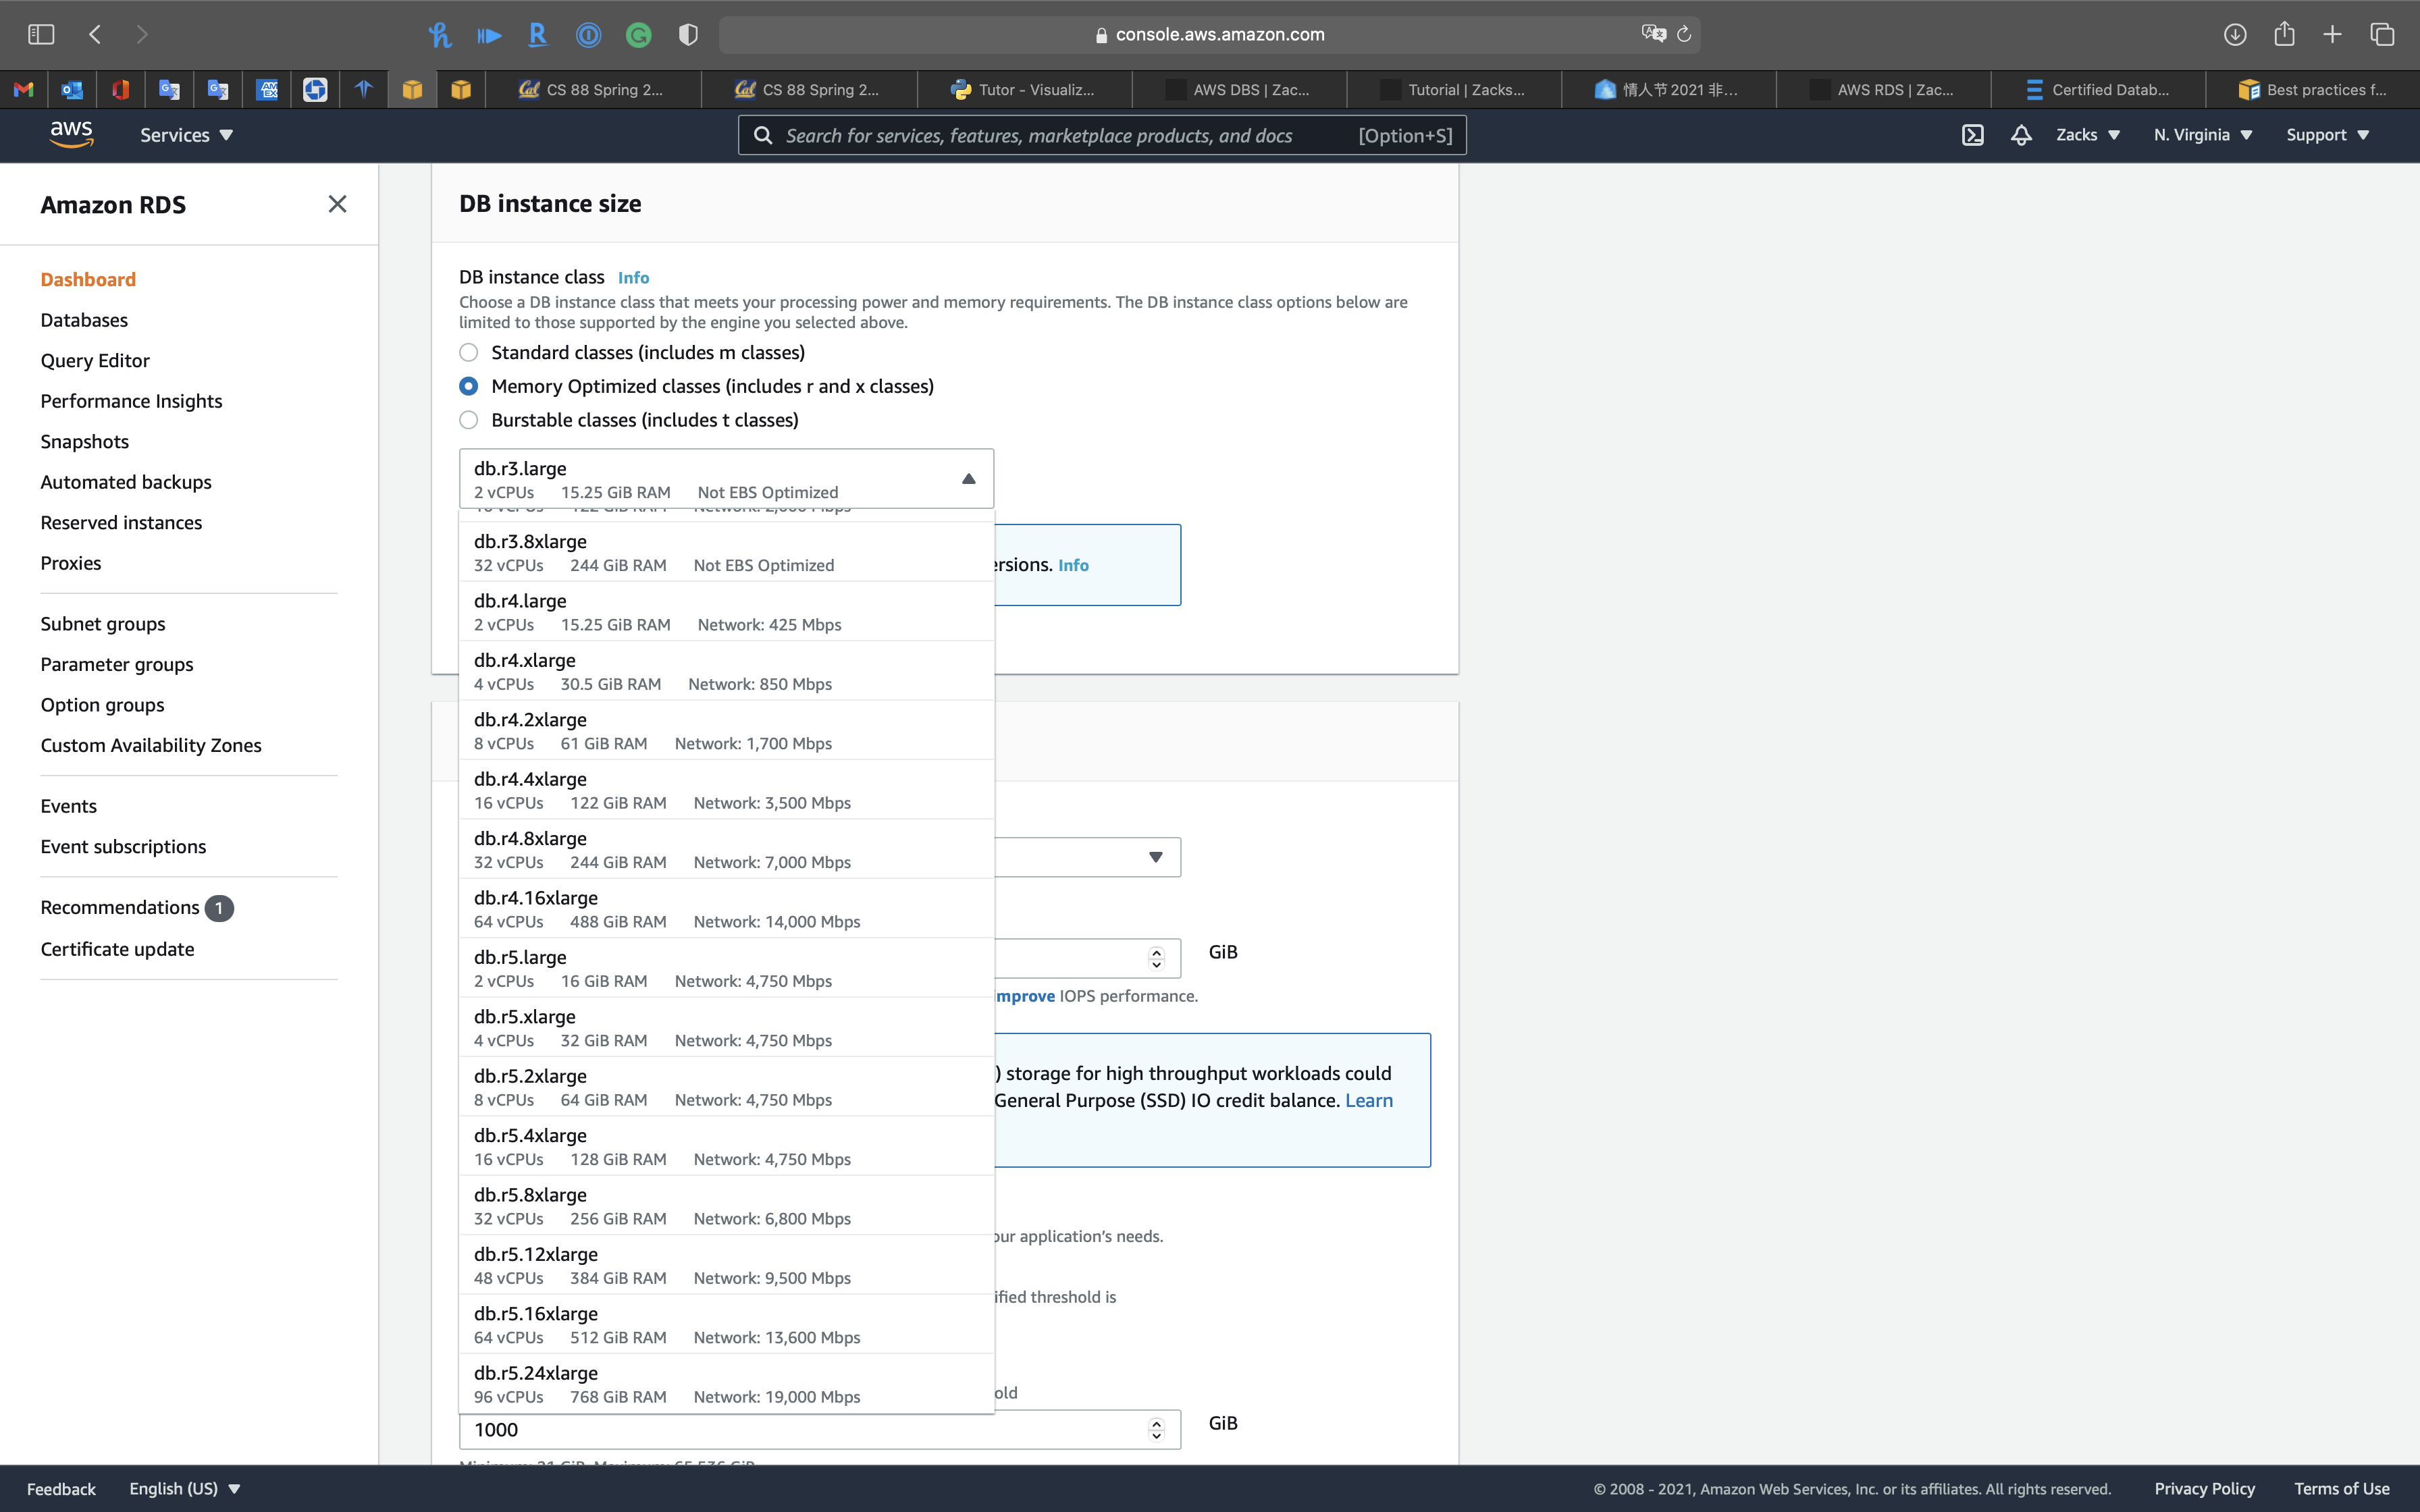 console.aws.amazon.com
CS 88 Spring 2...
CS 88 Spring 2...
Tutor - Visualiz...
AWS DBS | Zac...
Tutorial | Zacks...
情人节 2021 非...
AWS RDS | Zac...
Certified Datab...
Best practices f...
aws
Services
Search for services, features, marketplace products, and docs
[Option+S]
Zacks
N. Virginia
Support
Amazon RDS
Dashboard
Databases
Query Editor
Performance Insights
Snapshots
Automated backups
Reserved instances
Proxies
Subnet groups
Parameter groups
Option groups
Custom Availability Zones
Events
Event subscriptions
Recommendations 1
Certificate update
DB instance size
DB instance class Info
Choose a DB instance class that meets your processing power and memory requirements. The DB instance class options below are
limited to those supported by the engine you selected above.
Standard classes (includes m classes)
Memory Optimized classes (includes r and x classes)
Burstable classes (includes t classes)
db.r3.large
2 vCPUs 15.25 GiB RAM Not EBS Optimized
db.r3.8xlarge
32 vCPUs 244 GiB RAM Not EBS Optimized
ersions. Info
db.r4.large
2 vCPUs 15.25 GiB RAM Network: 425 Mbps
db.r4.xlarge
4 vCPUs 30.5 GiB RAM Network: 850 Mbps
db.r4.2xlarge
8 vCPUs 61 GiB RAM Network: 1,700 Mbps
db.r4.4xlarge
16 vCPUs 122 GiB RAM Network: 3,500 Mbps
db.r4.8xlarge
32 vCPUs 244 GiB RAM Network: 7,000 Mbps
db.r4.16xlarge
64 vCPUs 488 GiB RAM Network: 14,000 Mbps
db.r5.large
2 vCPUs 16 GiB RAM Network: 4,750 Mbps
GiB
mprove IOPS performance.
db.r5.xlarge
4 vCPUs 32 GiB RAM Network: 4,750 Mbps
db.r5.2xlarge
8 vCPUs 64 GiB RAM Network: 4,750 Mbps
) storage for high throughput workloads could
General Purpose (SSD) IO credit balance. Learn
db.r5.4xlarge
16 vCPUs 128 GiB RAM Network: 4,750 Mbps
db.r5.8xlarge
32 vCPUs 256 GiB RAM Network: 6,800 Mbps
our application's needs.
db.r5.12xlarge
48 vCPUs 384 GiB RAM Network: 9,500 Mbps
ified threshold is
db.r5.16xlarge
64 vCPUs 512 GiB RAM Network: 13,600 Mbps
db.r5.24xlarge
96 vCPUs 768 GiB RAM Network: 19,000 Mbps
old
1000
GiB
Feedback
English (US)
© 2008 - 2021, Amazon Web Services, Inc. or its affiliates. All rights reserved.
Privacy Policy
Terms of Use